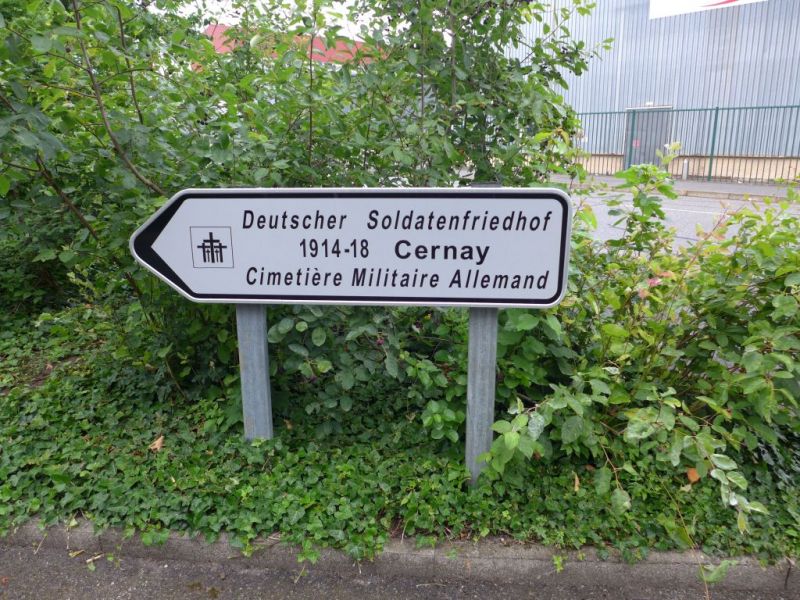 Deutscher Soldatenfriedhof
1914-18 Cernay
Cimetière Militaire Allemand